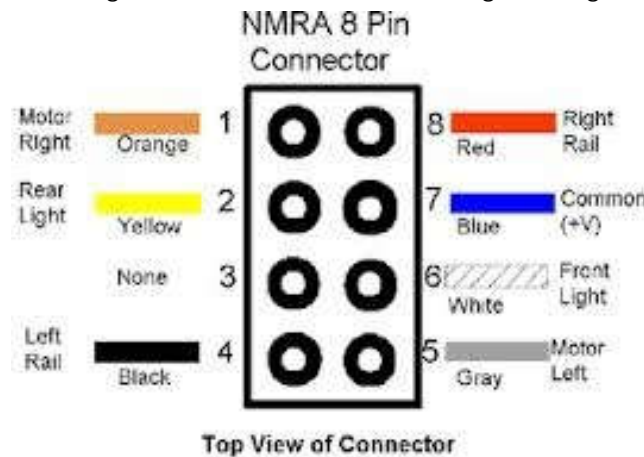 NMRA 8 Pin
Connector
Motor
Right
Orange
1
8
Red
Right
Rail
Rear
Light
Yellow
2
7
Blue
Common
(+V)
None
3
6
White
Front
Light
Left
Rail
Black
4
5
Gray
Motor
Left
Top View of Connector